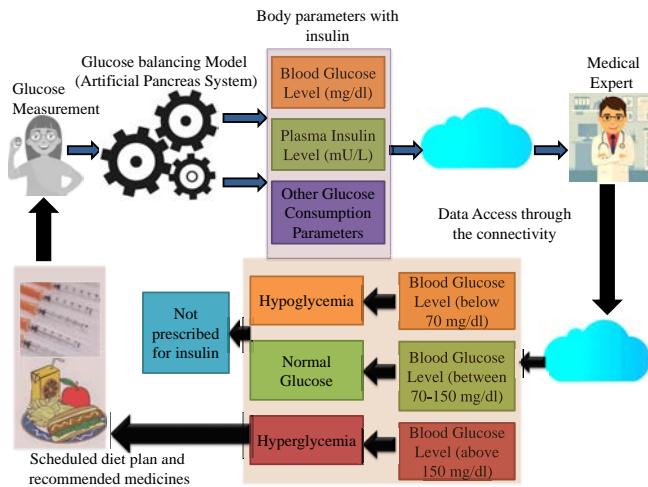 Body parameters with
insulin
Glucose balancing Model
(Artificial Pancreas System)
Glucose
Measurement
Medical
Expert
Blood Glucose
Level (mg/dl)
Plasma Insulin
Level (mU/L)
Other Glucose
Consumption
Parameters
Data Access through
the connectivity
Not
prescribed
for insulin
Hypoglycemia
Blood Glucose
Level (below
70 mg/dl)
Normal
Glucose
Blood Glucose
Level (between
70-150 mg/dl)
Hyperglycemia
Blood Glucose
Level (above
150 mg/dl)
Scheduled diet plan and
recommended medicines